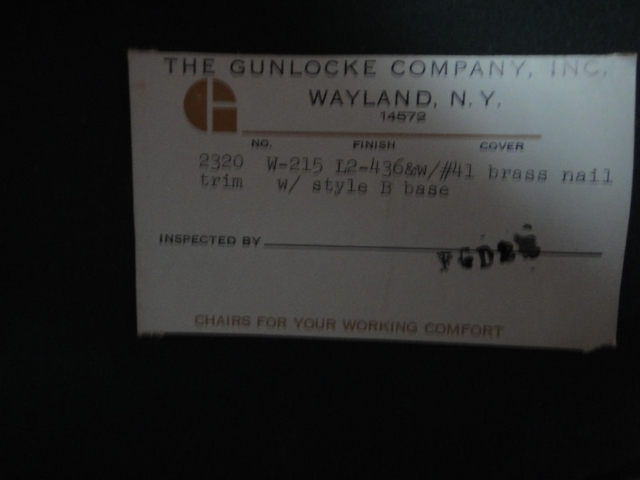 THE GUNLOCKE COMPANY, INC.
WAYLAND, N.Y.
14572
NO. FINISH COVER
2320 W-215 L2-436&w/#41 brass nail
trim w/ style B base
INSPECTED BY
CHAIRS FOR YOUR WORKING COMFORT